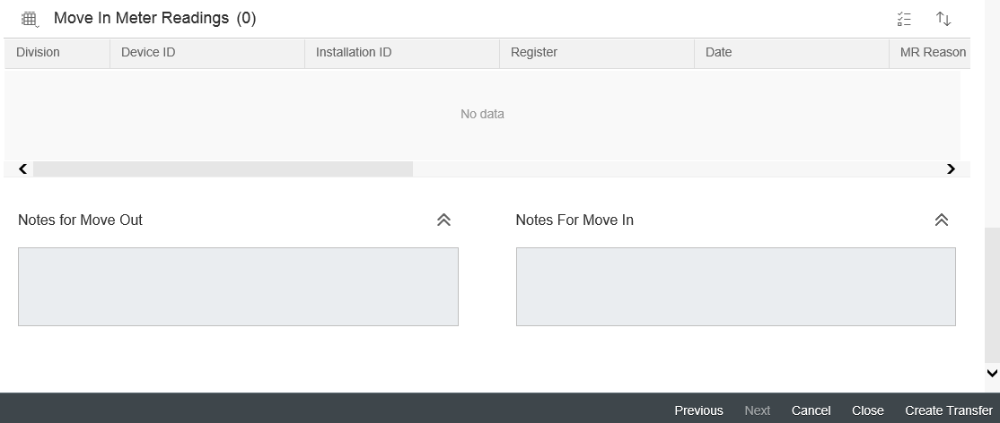 Move In Meter Readings (0)
Division Device ID Installation ID Register Date MR Reason
No data
Notes for Move Out Notes For Move In
Previous Next Cancel Close Create Transfer